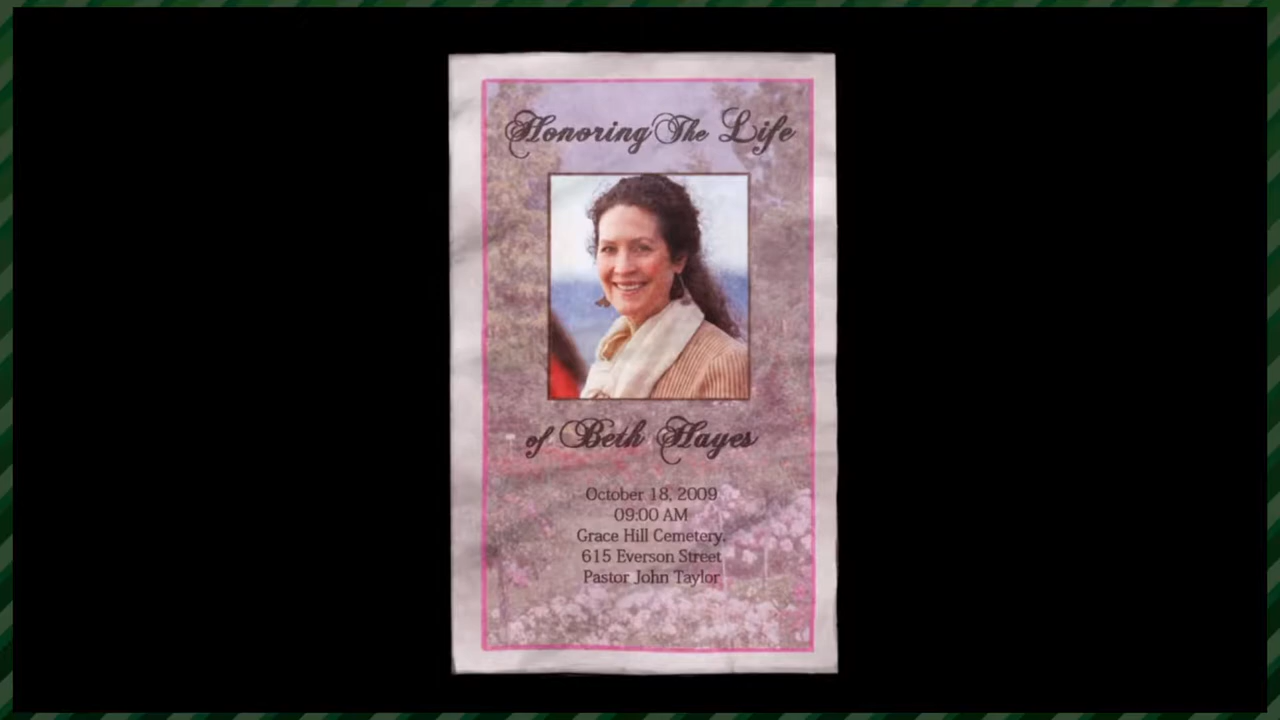 Honoring The Life
of Beth Hayes
October 18, 2009
09:00 AM
Grace Hill Cemetery.
615 Everson Street
Pastor John Taylor